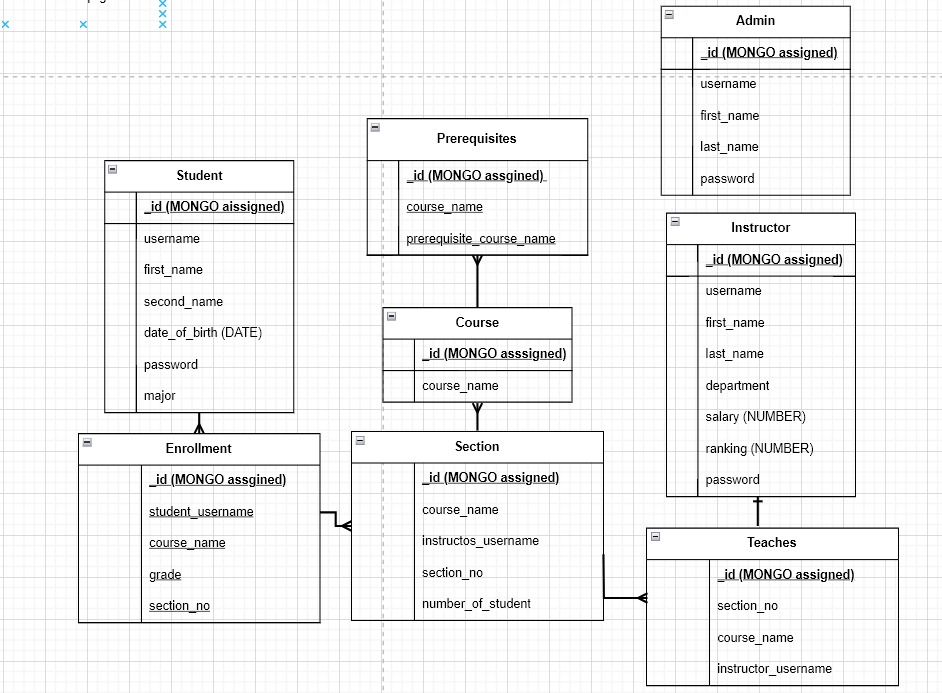 Admin
_id (MONGO assigned)
username
first_name
last_name
password
Prerequisites
_id (MONGO assgined)
course_name
prerequisite_course_name
Student
_id (MONGO aissigned)
username
first_name
second_name
date_of_birth (DATE)
password
major
Instructor
_id (MONGO assigned)
username
first_name
last_name
department
salary (NUMBER)
ranking (NUMBER)
password
Course
_id (MONGO asssigned)
course_name
Enrollment
_id (MONGO assgined)
student_username
course_name
grade
section_no
Section
_id (MONGO assigned)
course_name
instructos_username
section_no
number_of_student
Teaches
_id (MONGO assigned)
section_no
course_name
instructor_username